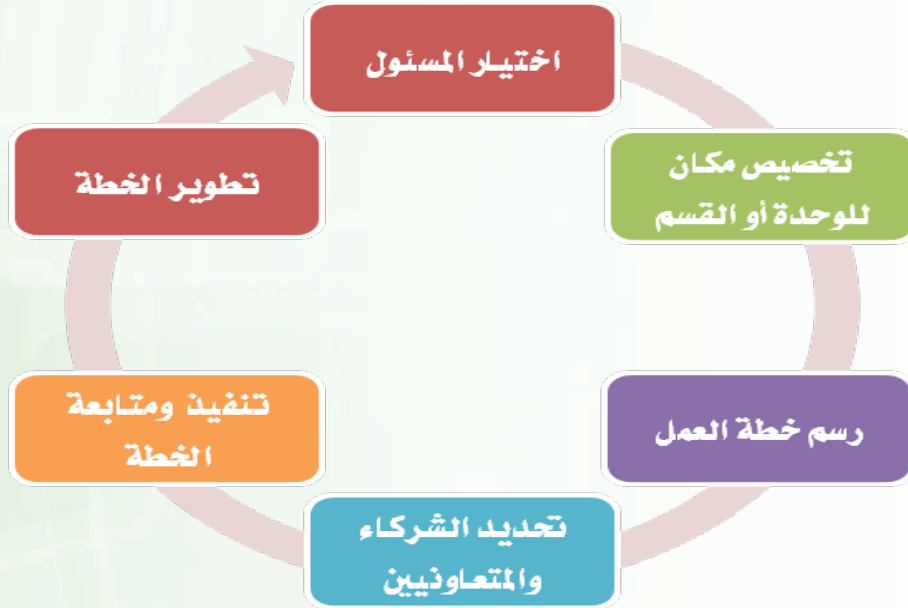 اختيار المسئول
تخصيص مكان
للوحدة أو القسم
رسم خطة العمل
تحديد الشركاء
والمتعاونيين
تنفيذ ومتابعة
الخطة
تطوير الخطة